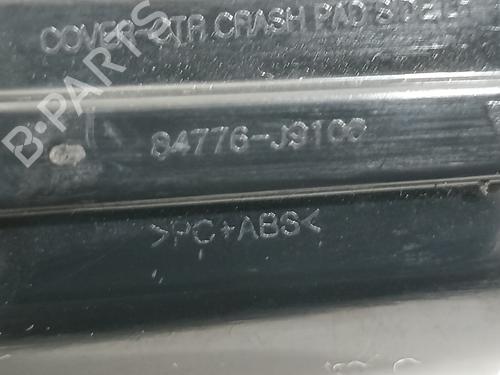 COVER-CTR CRASH PAD
84776-J9100
>PC+ABS<
B-PARTS